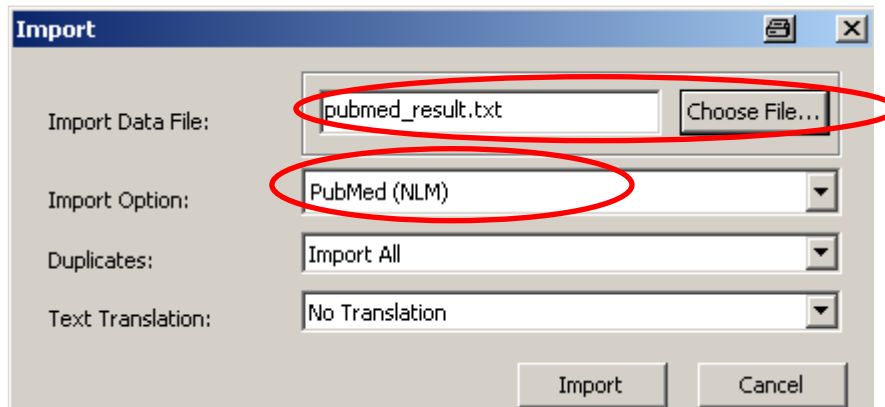 Import
Import Data File: pubmed_result.txt Choose File...
Import Option: PubMed (NLM)
Duplicates: Import All
Text Translation: No Translation
Import Cancel